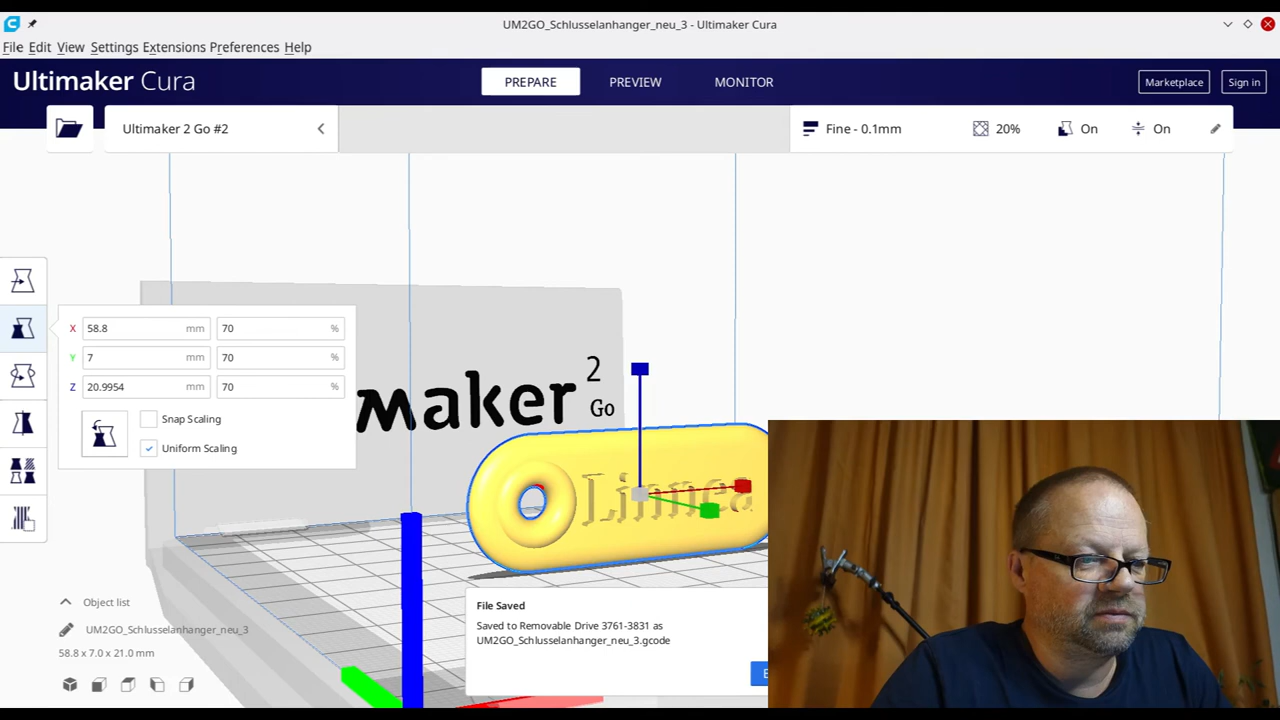 UM2GO_Schlusselanhanger_neu_3 - Ultimaker Cura
File Edit View Settings Extensions Preferences Help
Ultimaker Cura
PREPARE
PREVIEW
MONITOR
Marketplace
Sign in
Ultimaker 2 Go #2
Fine - 0.1mm
20%
On
On
X 58.8 mm 70 %
Y 7 mm 70 %
Z 20.9954 mm 70 %
Snap Scaling
Uniform Scaling
maker 2
Go
Linnea
Object list
UM2GO_Schlusselanhanger_neu_3
58.8 x 7.0 x 21.0 mm
File Saved
Saved to Removable Drive 3761-3831 as
UM2GO_Schlusselanhanger_neu_3.gcode